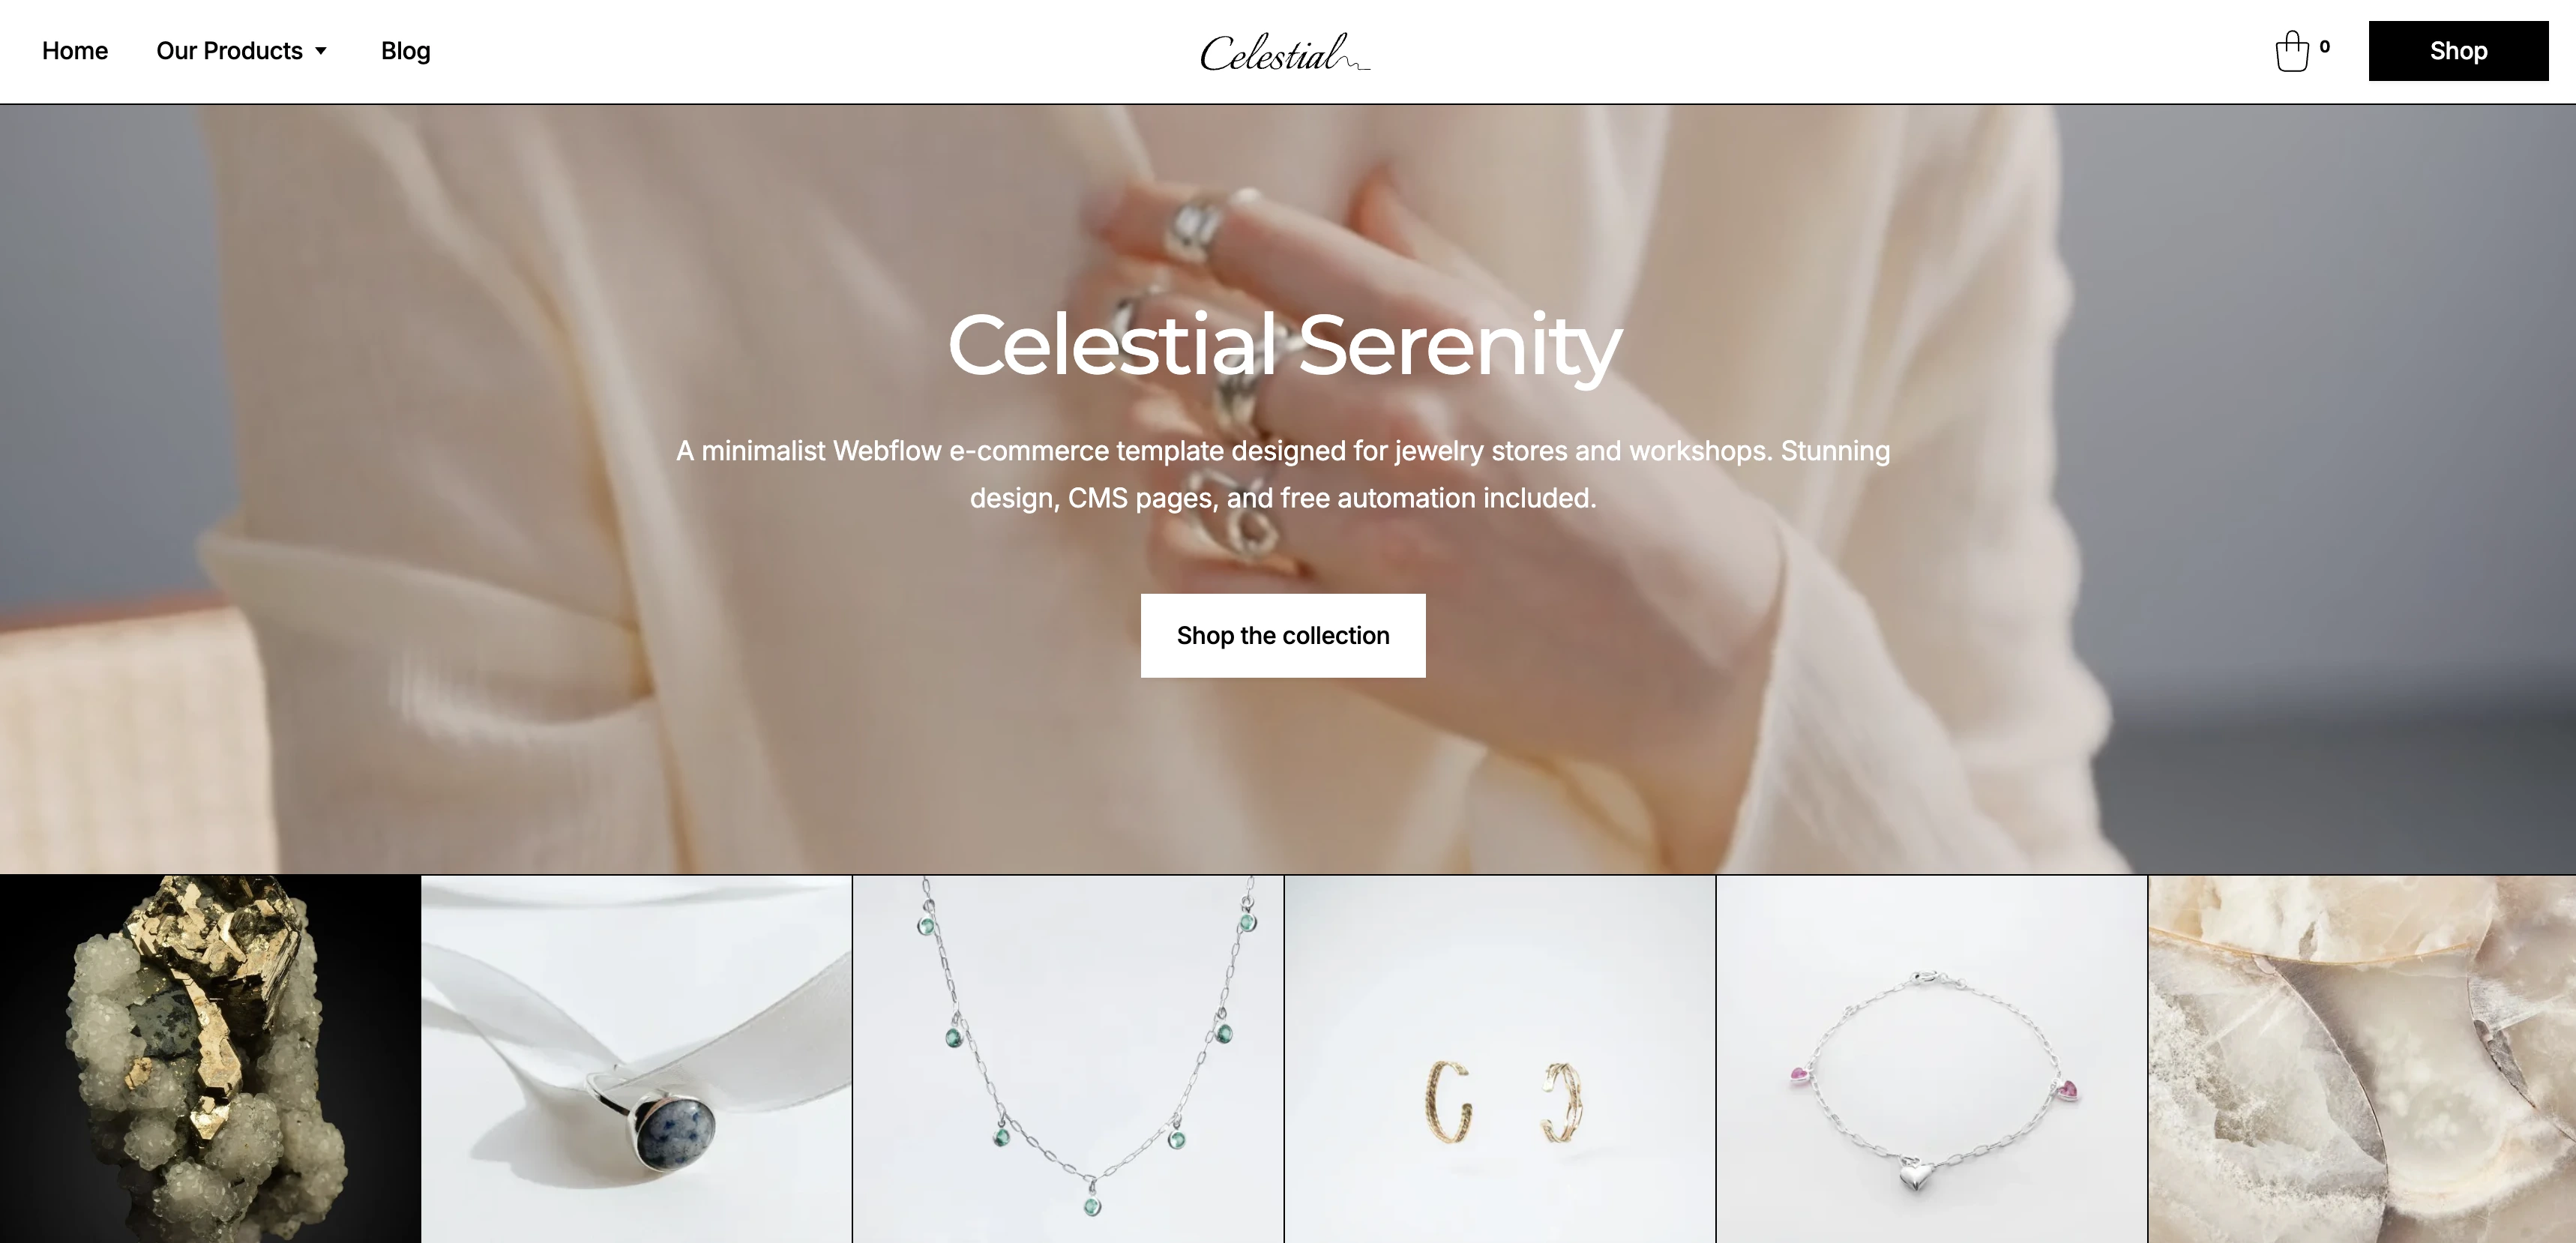 Home
Our Products
Blog
Celestial
0
Shop
Celestial Serenity
A minimalist Webflow e-commerce template designed for jewelry stores and workshops. Stunning
design, CMS pages, and free automation included.
Shop the collection